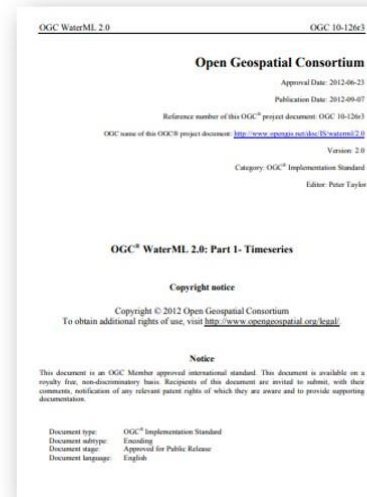 OGC WaterML 2.0 OGC 10-126r3
Open Geospatial Consortium
Approval Date: 2012-06-23
Publication Date: 2012-09-07
Reference number of this OGC® project document: OGC 10-126r3
OGC name of this OGC® project document: http://www.opengis.net/doc/IS/waterml/2.0
Version: 2.0
Category: OGC® Implementation Standard
Editor: Peter Taylor
OGC® WaterML 2.0: Part 1- Timeseries
Copyright notice
Copyright © 2012 Open Geospatial Consortium
To obtain additional rights of use, visit http://www.opengeospatial.org/legal/.
Notice
This document is an OGC Member approved international standard. This document is available on a
royalty free, non-discriminatory basis. Recipients of this document are invited to submit, with their
comments, notification of any relevant patent rights of which they are aware and to provide supporting
documentation.
Document type: OGC® Implementation Standard
Document subtype: Encoding
Document stage: Approved for Public Release
Document language: English